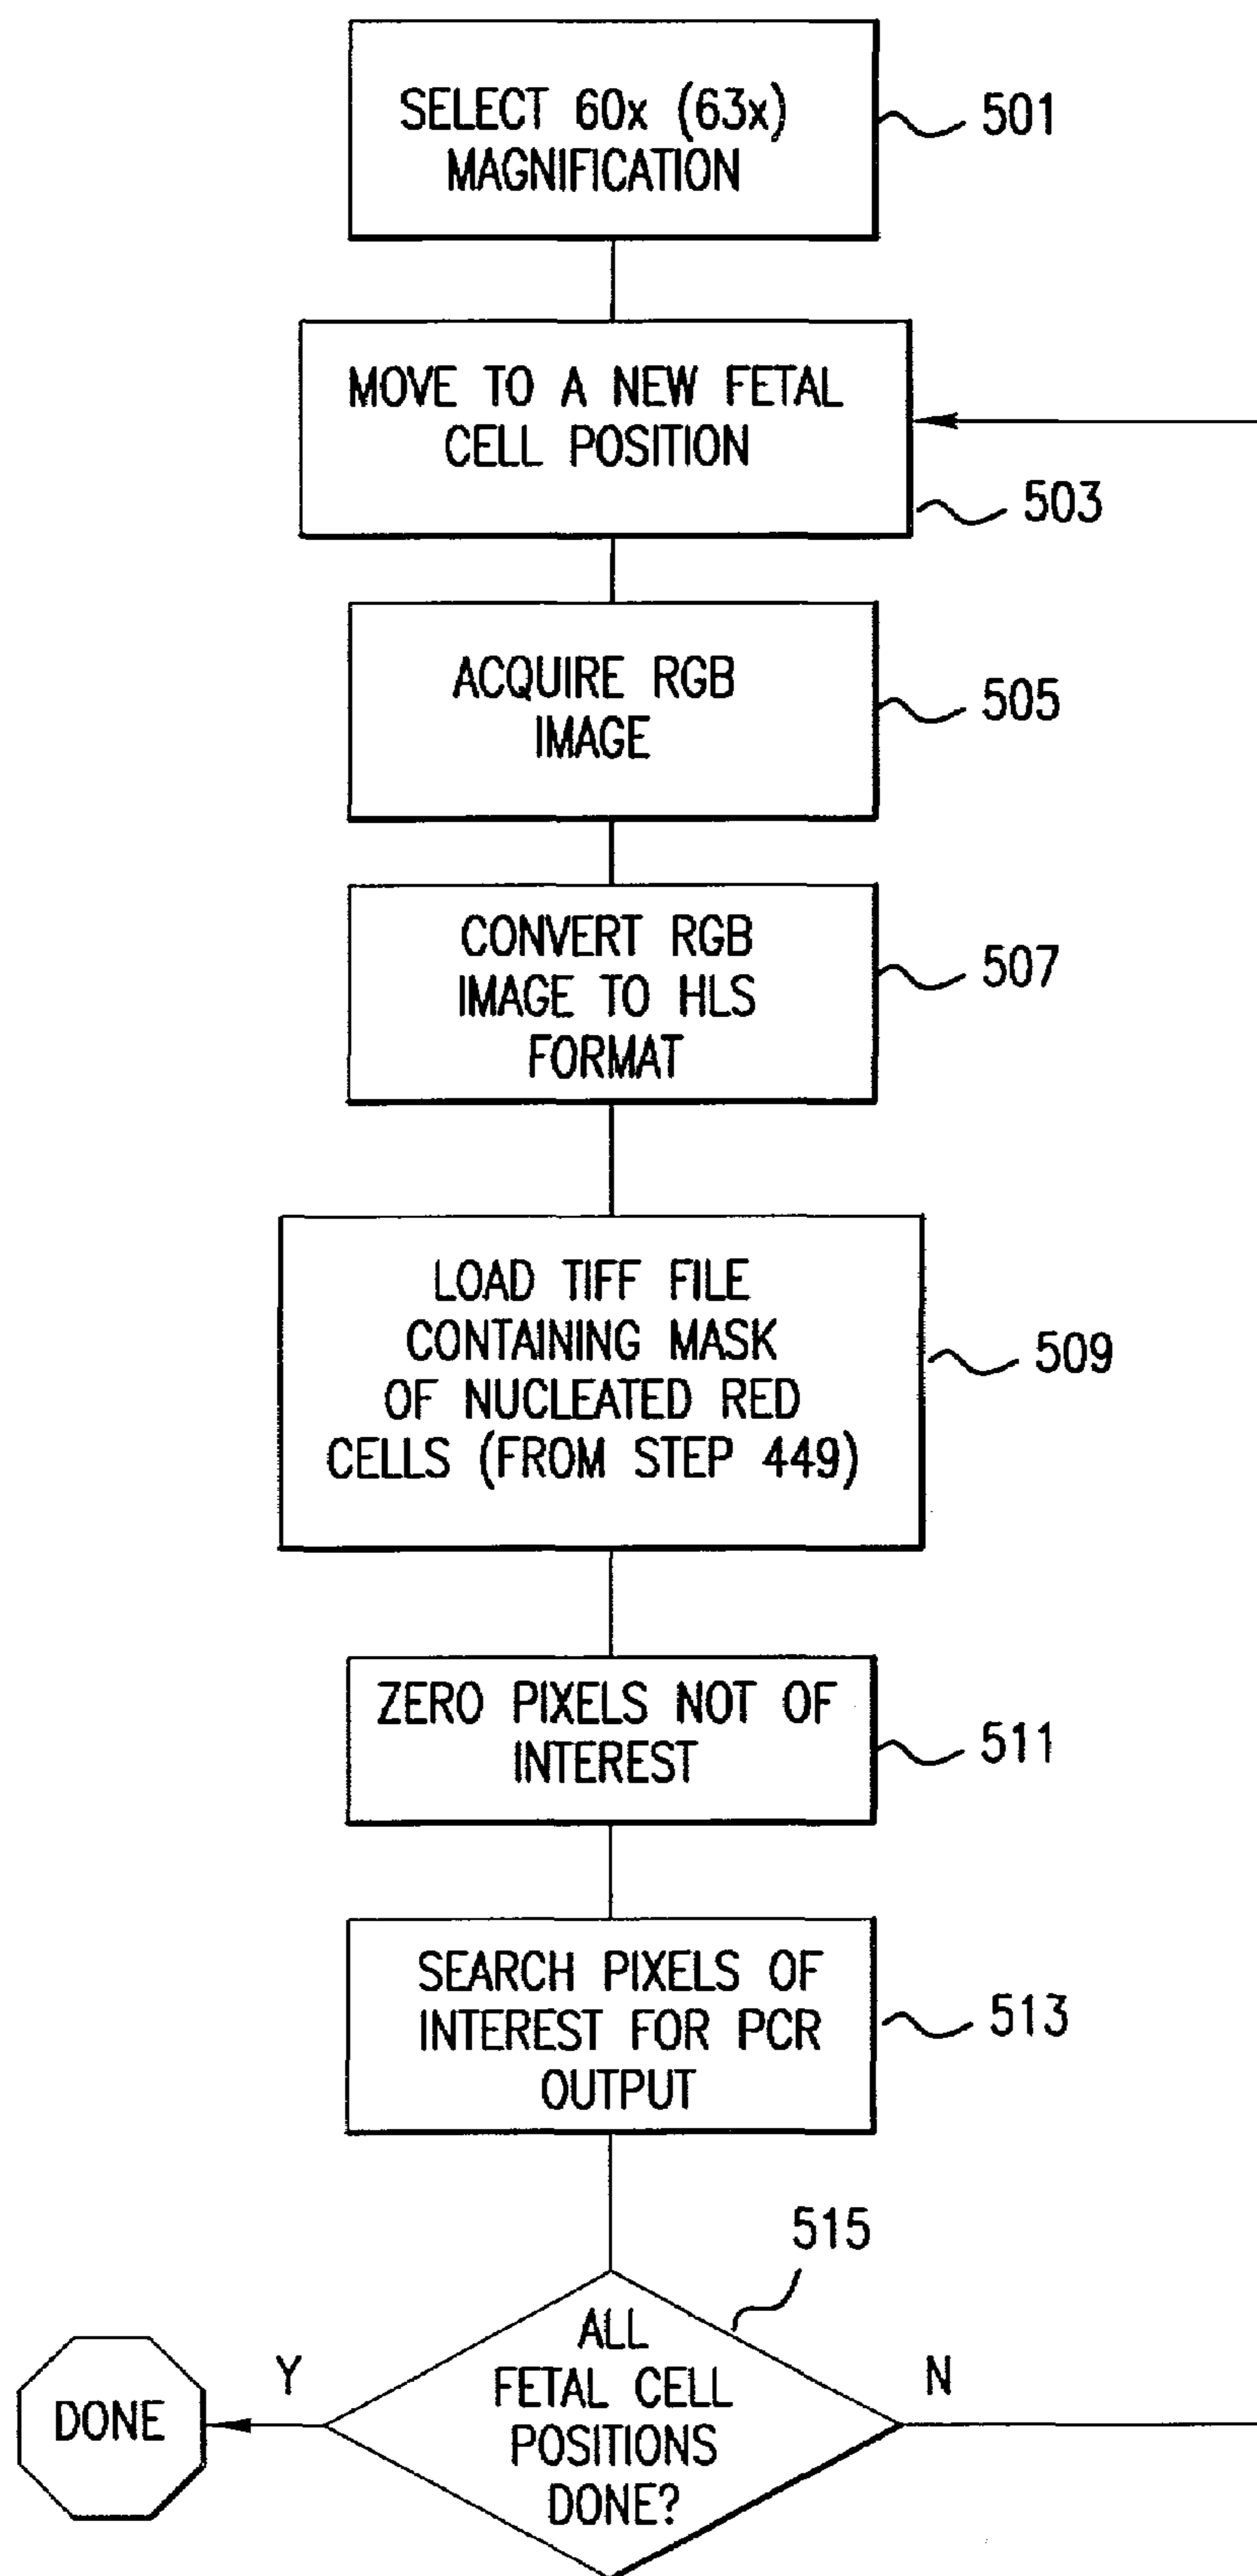 SELECT 60x (63x)
MAGNIFICATION
501
MOVE TO A NEW FETAL
CELL POSITION
503
ACQUIRE RGB
IMAGE
505
CONVERT RGB
IMAGE TO HLS
FORMAT
507
LOAD TIFF FILE
CONTAINING MASK
OF NUCLEATED RED
CELLS (FROM STEP 449)
509
ZERO PIXELS NOT OF
INTEREST
511
SEARCH PIXELS OF
INTEREST FOR PCR
OUTPUT
513
515
ALL
FETAL CELL
POSITIONS
DONE?
Y
N
DONE